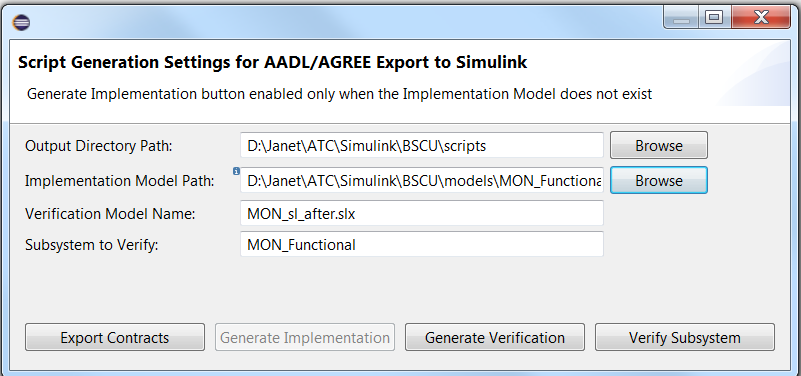 Script Generation Settings for AADL/AGREE Export to Simulink
Generate Implementation button enabled only when the Implementation Model does not exist
Output Directory Path: D:\Janet\ATC\Simulink\BSCU\scripts Browse
Implementation Model Path: D:\Janet\ATC\Simulink\BSCU\models\MON_Functiona Browse
Verification Model Name: MON_sl_after.slx
Subsystem to Verify: MON_Functional
Export Contracts Generate Implementation Generate Verification Verify Subsystem